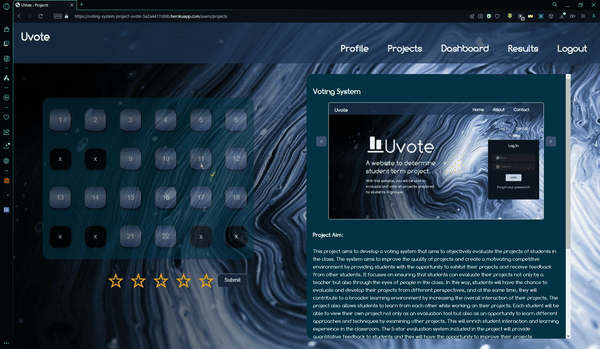 Uvote : Projects
https://voting-system-project-uvote-5a2a4417c86b.herokuapp.com/users/projects
Uvote
Profile Projects Dashboard Results Logout
Voting System
Uvote
Home About Contact
Uvote
A website to determine
student term project.
With this website, you will be able to
evaluate and vote on projects prepared
by students in groups.
Log In
Forgot your password?
1 2 3 4 5 6
X X 9 10 11 12
13 14 15 16 17 18
X X 21 22 X X
Submit
Project Aim:
This project aims to develop a voting system that aims to objectively evaluate the projects of students in
the class. The system aims to improve the quality of projects and create a motivating competitive
environment by providing students with the opportunity to exhibit their projects and receive feedback
from other students. It focuses on ensuring that students can evaluate their projects not only by a
teacher but also through the eyes of people in the class. In this way, students will have the chance to
evaluate and develop their projects from different perspectives, and at the same time, they will
contribute to a broader learning environment by increasing the overall interaction of their projects. The
project also allows students to learn from each other while working on their projects. Each student will be
able to view their own project not only as an evaluation tool but also as an opportunity to learn different
approaches and techniques by examining other projects. This will enrich student interaction and learning
experience in the classroom. The 5-star evaluation system included in the project will provide
quantitative feedback to students and they will have the opportunity to improve their projects